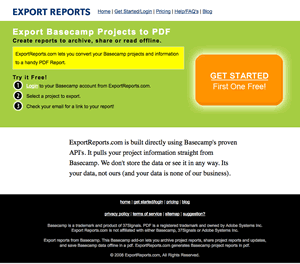 EXPORT REPORTS
Home | Get Started/Login | Pricing | Help/FAQ's | Blog
Export Basecamp Projects to PDF
Create reports to archive, share or read offline.
ExportReports.com lets you convert your Basecamp projects and information
to a handy PDF Report.
Try it Free!
1 Login to your Basecamp account from ExportReports.com.
2 Select a project to export.
3 Check your email for a link to your report!
GET STARTED
First One Free!
ExportReports.com is built directly using Basecamp's proven
API's. It pulls your project information straight from
Basecamp. We don't store the data or see it in any way. Its
your data, not ours (and your data is none of our business).
home | get started/login | pricing | blog
privacy policy | terms of service | sitemap | suggestion?
Basecamp is a trademark and product of 37Signals. PDF is a registered trademark and owned by Adobe Systems Inc.
Export Reports.com is not affiliated with either Basecamp, 37Signals or Adobe Systems Inc.
Export reports from Basecamp. This Basecamp add-on lets you archive project reports, share project reports and updates,
and save Basecamp data offline in a pdf. ExportReports.com generates Basecamp project reports in pdf.
© 2008 ExportReports.com, All Rights Reserved.